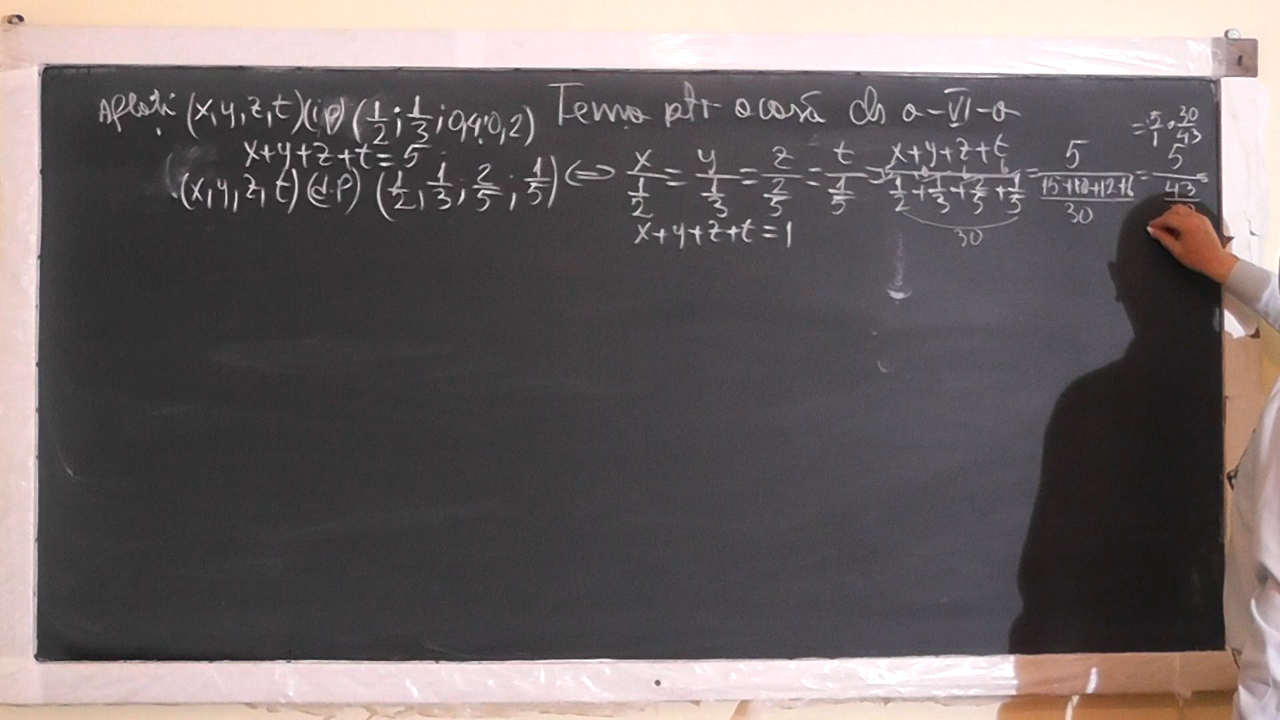 Aflați (x,y,z,t)(i.p) (1/2; 1/3; 0,4; 0,2) Tema ptr acasă cls a-VI-a
x+y+z+t=5
(x,y,z,t) (d.p) (1/2; 1/3; 2/5; 1/5) <=> x/(1/2) = y/(1/3) = z/(2/5) = t/(1/5) = (x+y+z+t)/(1/2+1/3+2/5+1/5) = 5/((15+10+12+6)/30) = 5/(43/30) =
= 5/1 · 30/43
x+y+z+t=1
30